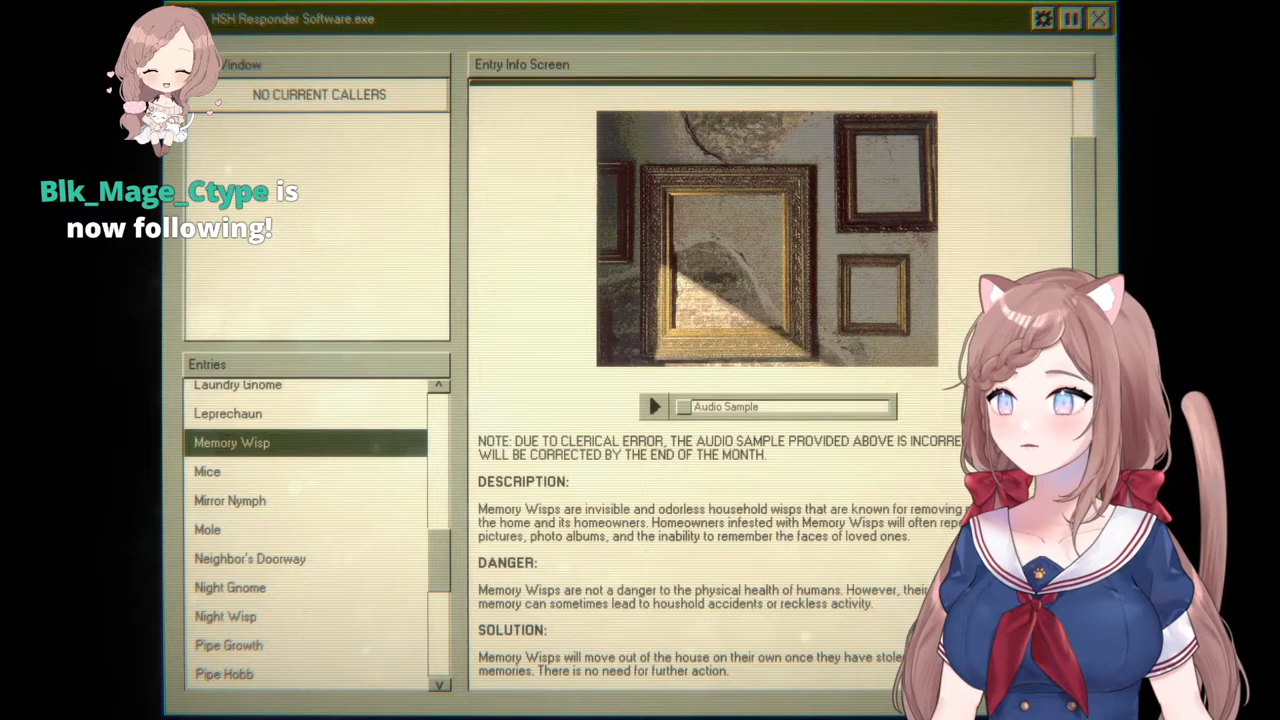 HSH Responder Software.exe
Window
NO CURRENT CALLERS
Blk_Mage_Ctype is
now following!
Entries
Laundry Gnome
Leprechaun
Memory Wisp
Mice
Mirror Nymph
Mole
Neighbor's Doorway
Night Gnome
Night Wisp
Pipe Growth
Pipe Hobb
Entry Info Screen
Audio Sample
NOTE: DUE TO CLERICAL ERROR, THE AUDIO SAMPLE PROVIDED ABOVE IS
WILL BE CORRECTED BY THE END OF THE MONTH.
DESCRIPTION:
Memory Wisps are invisible and odorless household wisps that are known for removing
the home and its homeowners. Homeowners infested with Memory Wisps will often
pictures, photo albums, and the inability to remember the faces of loved ones.
DANGER:
Memory Wisps are not a danger to the physical health of humans. However,
memory can sometimes lead to houshold accidents or reckless activity.
SOLUTION:
Memory Wisps will move out of the house on their own once they have
memories. There is no need for further action.